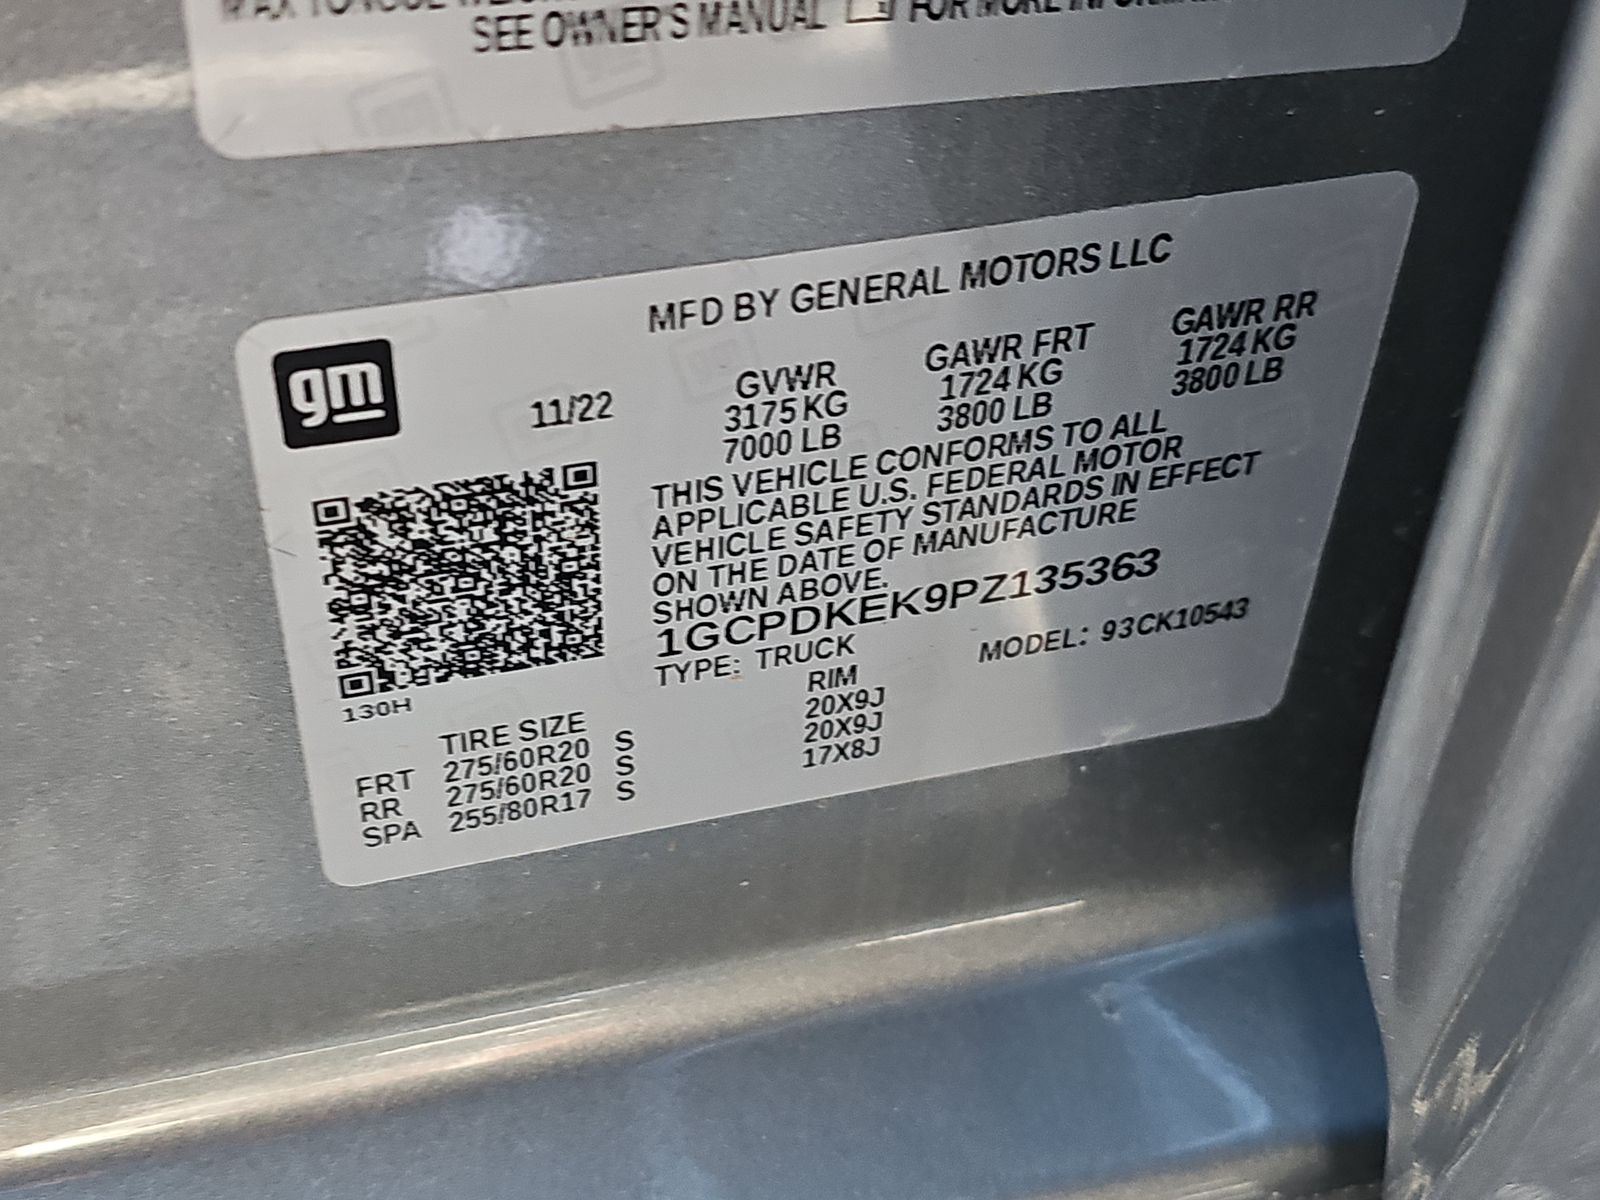 SEE OWNER'S MANUAL FOR MORE
MFD BY GENERAL MOTORS LLC
gm
11/22
GVWR GAWR FRT GAWR RR
3175 KG 1724 KG 1724 KG
7000 LB 3800 LB 3800 LB
THIS VEHICLE CONFORMS TO ALL
APPLICABLE U.S. FEDERAL MOTOR
VEHICLE SAFETY STANDARDS IN EFFECT
ON THE DATE OF MANUFACTURE
SHOWN ABOVE.
1GCPDKEK9PZ135363
TYPE: TRUCK MODEL: 93CK10543
130H
TIRE SIZE RIM
FRT 275/60R20 S 20X9J
RR 275/60R20 S 20X9J
SPA 255/80R17 S 17X8J